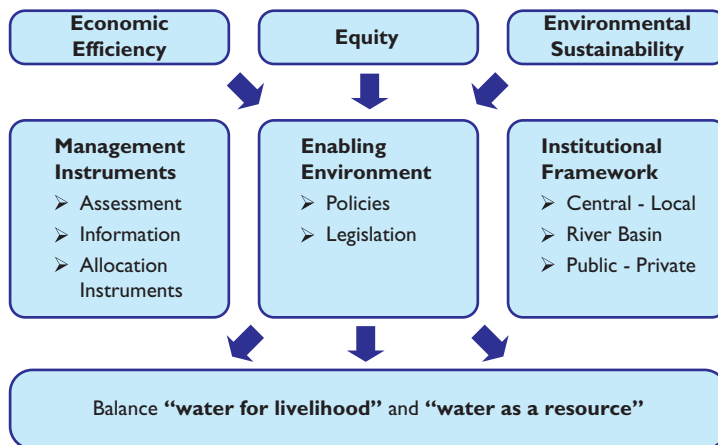 Economic
Efficiency
Equity
Environmental
Sustainability
Management
Instruments
➢ Assessment
➢ Information
➢ Allocation
Instruments
Enabling
Environment
➢ Policies
➢ Legislation
Institutional
Framework
➢ Central - Local
➢ River Basin
➢ Public - Private
Balance “water for livelihood” and “water as a resource”